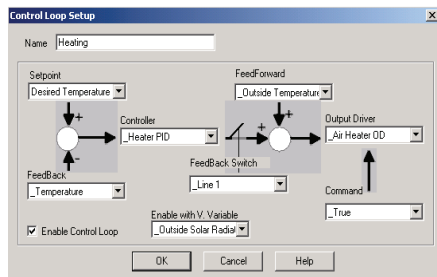 Control Loop Setup
Name Heating
Setpoint
Desired Temperature
FeedForward
_Outside Temperature
Controller
_Heater PID
Output Driver
_Air Heater OD
FeedBack Switch
_Line 1
FeedBack
_Temperature
Command
_True
Enable with V. Variable
_Outside Solar
Enable Control Loop
OK Cancel Help